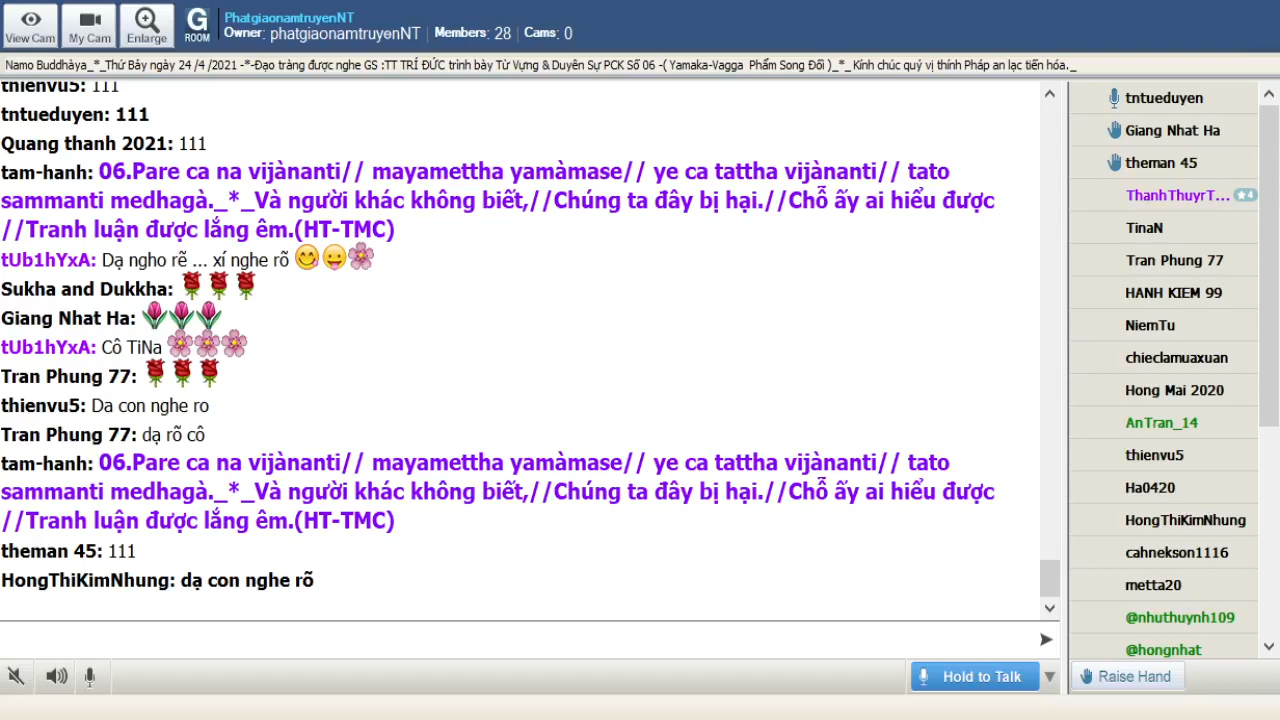 View Cam
My Cam
Enlarge
G
ROOM
PhatgiaonamtruyenNT
Owner: phatgiaonamtruyenNT Members: 28 Cams: 0
Namo Buddhàya_*_Thứ Bảy ngày 24 /4 /2021 -*-Đạo tràng được nghe GS :TT TRÍ ĐỨC trình bày Từ Vựng & Duyên Sự PCK Số 06 -( Yamaka-Vagga Phẩm Song Đối )_*_ Kính chúc quý vị thính Pháp an lạc tiến hóa._
thienvu5: 111
tntueduyen: 111
Quang thanh 2021: 111
tam-hanh: 06.Pare ca na vijànanti// mayamettha yamàmase// ye ca tattha vijànanti// tato
sammanti medhagà._*_Và người khác không biết,//Chúng ta đây bị hại.//Chỗ ấy ai hiểu được
//Tranh luận được lắng êm.(HT-TMC)
tUb1hYxA: Dạ ngho rẽ ... xí nghe rõ
Sukha and Dukkha:
Giang Nhat Ha:
tUb1hYxA: Cô TiNa
Tran Phung 77:
thienvu5: Da con nghe ro
Tran Phung 77: dạ rõ cô
tam-hanh: 06.Pare ca na vijànanti// mayamettha yamàmase// ye ca tattha vijànanti// tato
sammanti medhagà._*_Và người khác không biết,//Chúng ta đây bị hại.//Chỗ ấy ai hiểu được
//Tranh luận được lắng êm.(HT-TMC)
theman 45: 111
HongThiKimNhung: dạ con nghe rõ
Hold to Talk
tntueduyen
Giang Nhat Ha
theman 45
ThanhThuyrT... 4
TinaN
Tran Phung 77
HANH KIEM 99
NiemTu
chieclamuaxuan
Hong Mai 2020
AnTran_14
thienvu5
Ha0420
HongThiKimNhung
cahnekson1116
metta20
@nhuthuynh109
@hongnhat
Raise Hand